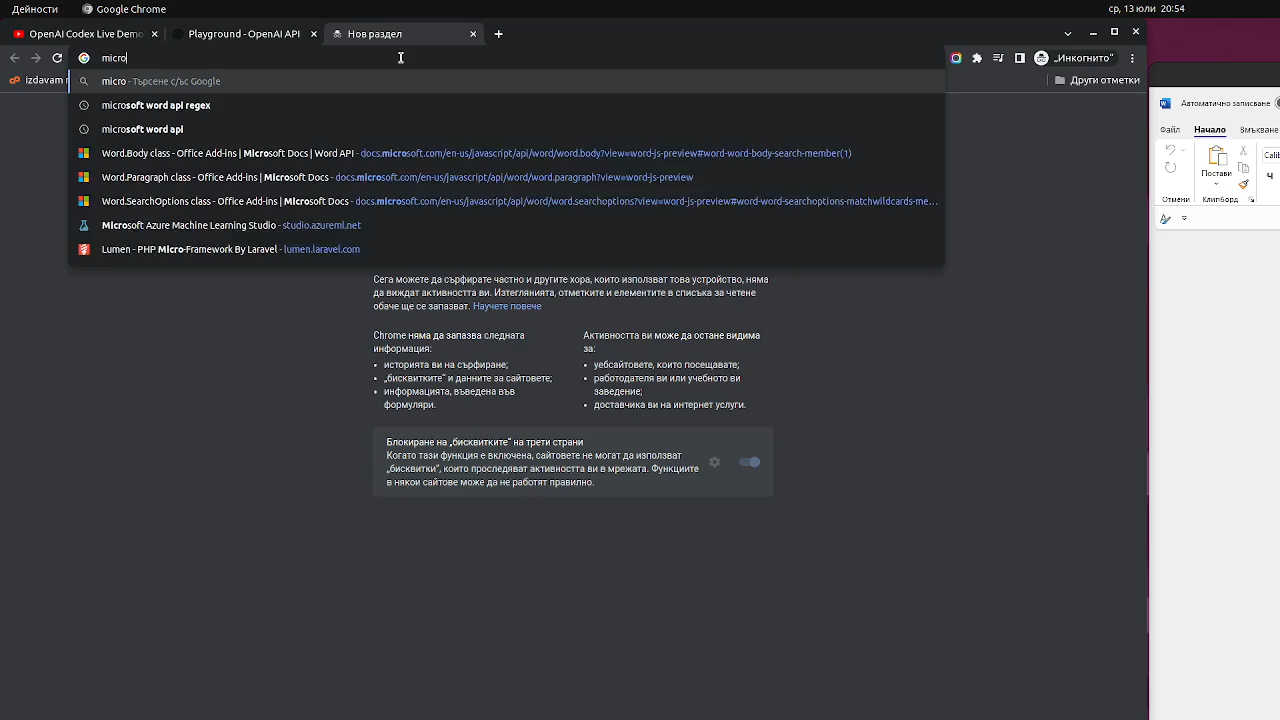 Дейности
Google Chrome
ср, 13 юли 20:54
OpenAI Codex Live Demo
Playground - OpenAI API
Нов раздел
micro
„Инкогнито“
izdavam
Други отметки
micro - Търсене с/ъс Google
microsoft word api regex
microsoft word api
Word.Body class - Office Add-ins | Microsoft Docs | Word API - docs.microsoft.com/en-us/javascript/api/word/word.body?view=word-js-preview#word-word-body-search-member(1)
Word.Paragraph class - Office Add-ins | Microsoft Docs - docs.microsoft.com/en-us/javascript/api/word/word.paragraph?view=word-js-preview
Word.SearchOptions class - Office Add-ins | Microsoft Docs - docs.microsoft.com/en-us/javascript/api/word/word.searchoptions?view=word-js-preview#word-word-searchoptions-matchwildcards-me...
Microsoft Azure Machine Learning Studio - studio.azureml.net
Lumen - PHP Micro-Framework By Laravel - lumen.laravel.com
Сега можете да сърфирате частно и другите хора, които използват това устройство, няма
да виждат активността ви. Изтеглянията, отметките и елементите в списъка за четене
обаче ще се запазват. Научете повече
Chrome няма да запазва следната
информация:
• историята ви на сърфиране;
• „бисквитките“ и данните за сайтовете;
• информацията, въведена във
формуляри.
Активността ви може да остане видима
за:
• уебсайтовете, които посещавате;
• работодателя ви или учебното ви
заведение;
• доставчика ви на интернет услуги.
Блокиране на „бисквитките“ на трети страни
Когато тази функция е включена, сайтовете не могат да използват
„бисквитки“, които проследяват активността ви в мрежата. Функциите
в някои сайтове може да не работят правилно.
Автоматично записване
Файл
Начало
Вмъкване
Постави
Calib
Ч
Отмени
Клипборд